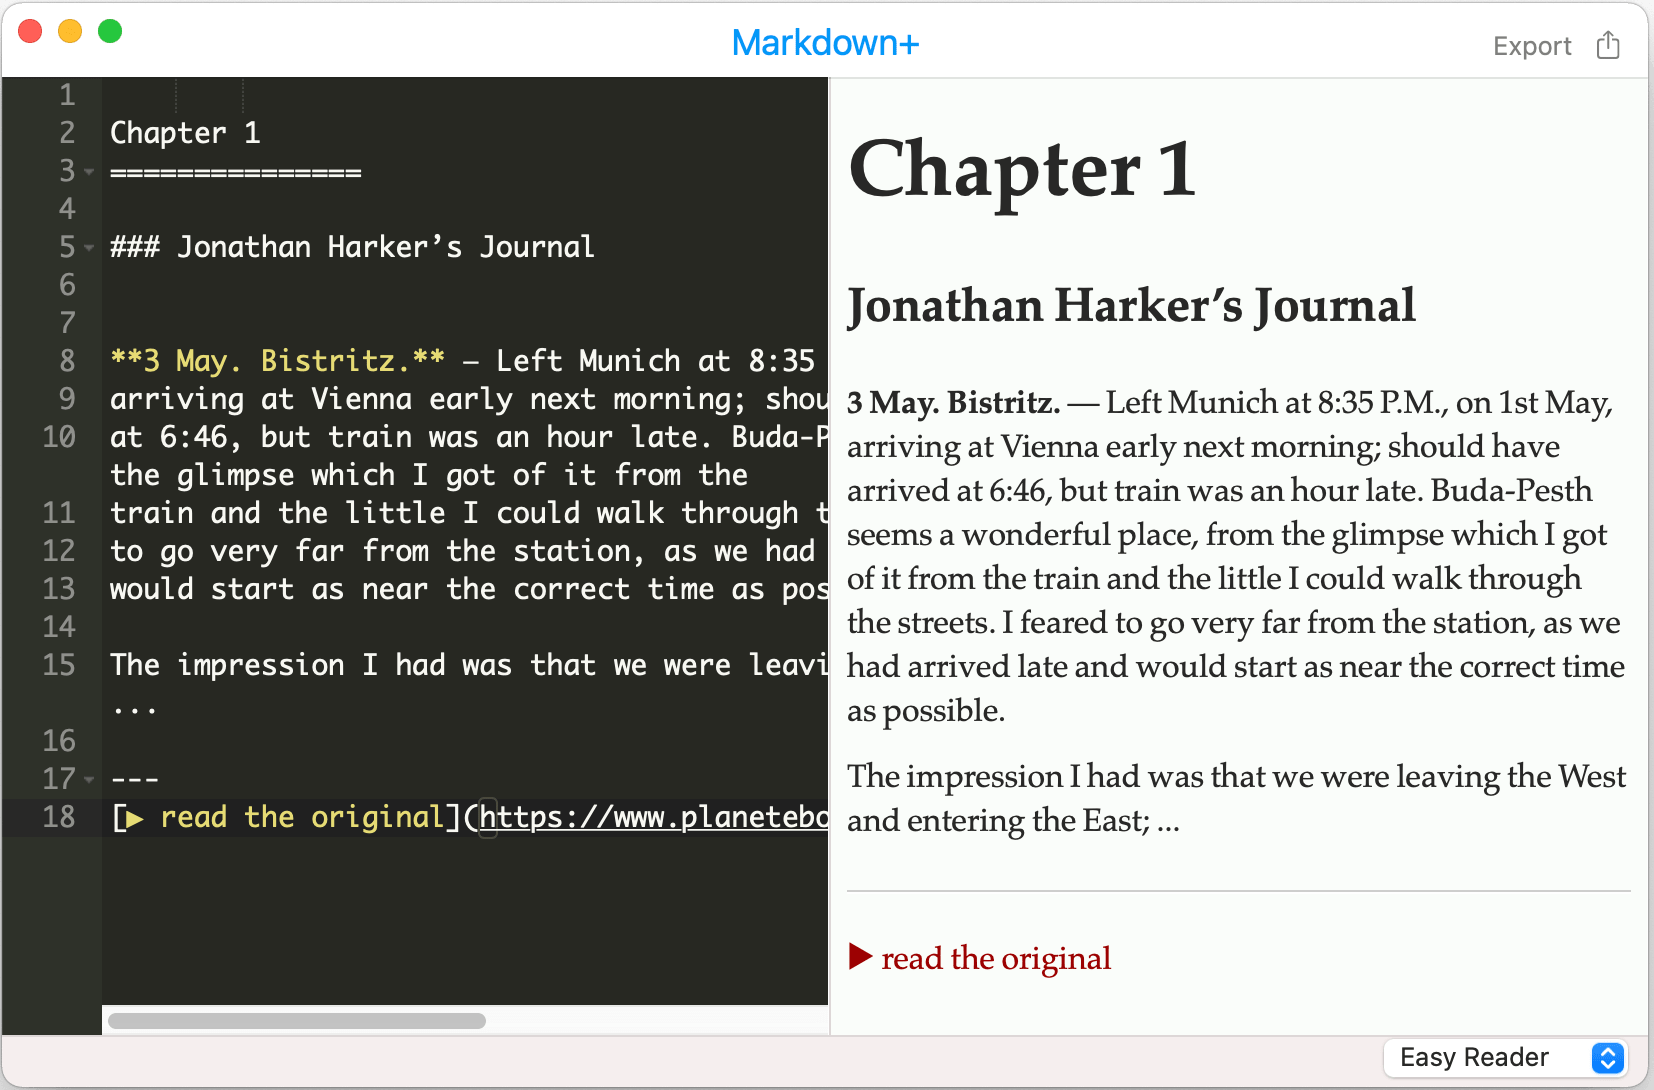 Markdown+
Export
1
2 Chapter 1
3 ===============
4
5 ### Jonathan Harker’s Journal
6
7
8 **3 May. Bistritz.** — Left Munich at 8:35
9 arriving at Vienna early next morning; shou
10 at 6:46, but train was an hour late. Buda-P
the glimpse which I got of it from the
11 train and the little I could walk through t
12 to go very far from the station, as we had
13 would start as near the correct time as pos
14
15 The impression I had was that we were leavi
...
16
17 ---
18 [▶ read the original](https://www.planetebo
Chapter 1
Jonathan Harker’s Journal
3 May. Bistritz. — Left Munich at 8:35 P.M., on 1st May,
arriving at Vienna early next morning; should have
arrived at 6:46, but train was an hour late. Buda-Pesth
seems a wonderful place, from the glimpse which I got
of it from the train and the little I could walk through
the streets. I feared to go very far from the station, as we
had arrived late and would start as near the correct time
as possible.
The impression I had was that we were leaving the West
and entering the East; ...
▶ read the original
Easy Reader